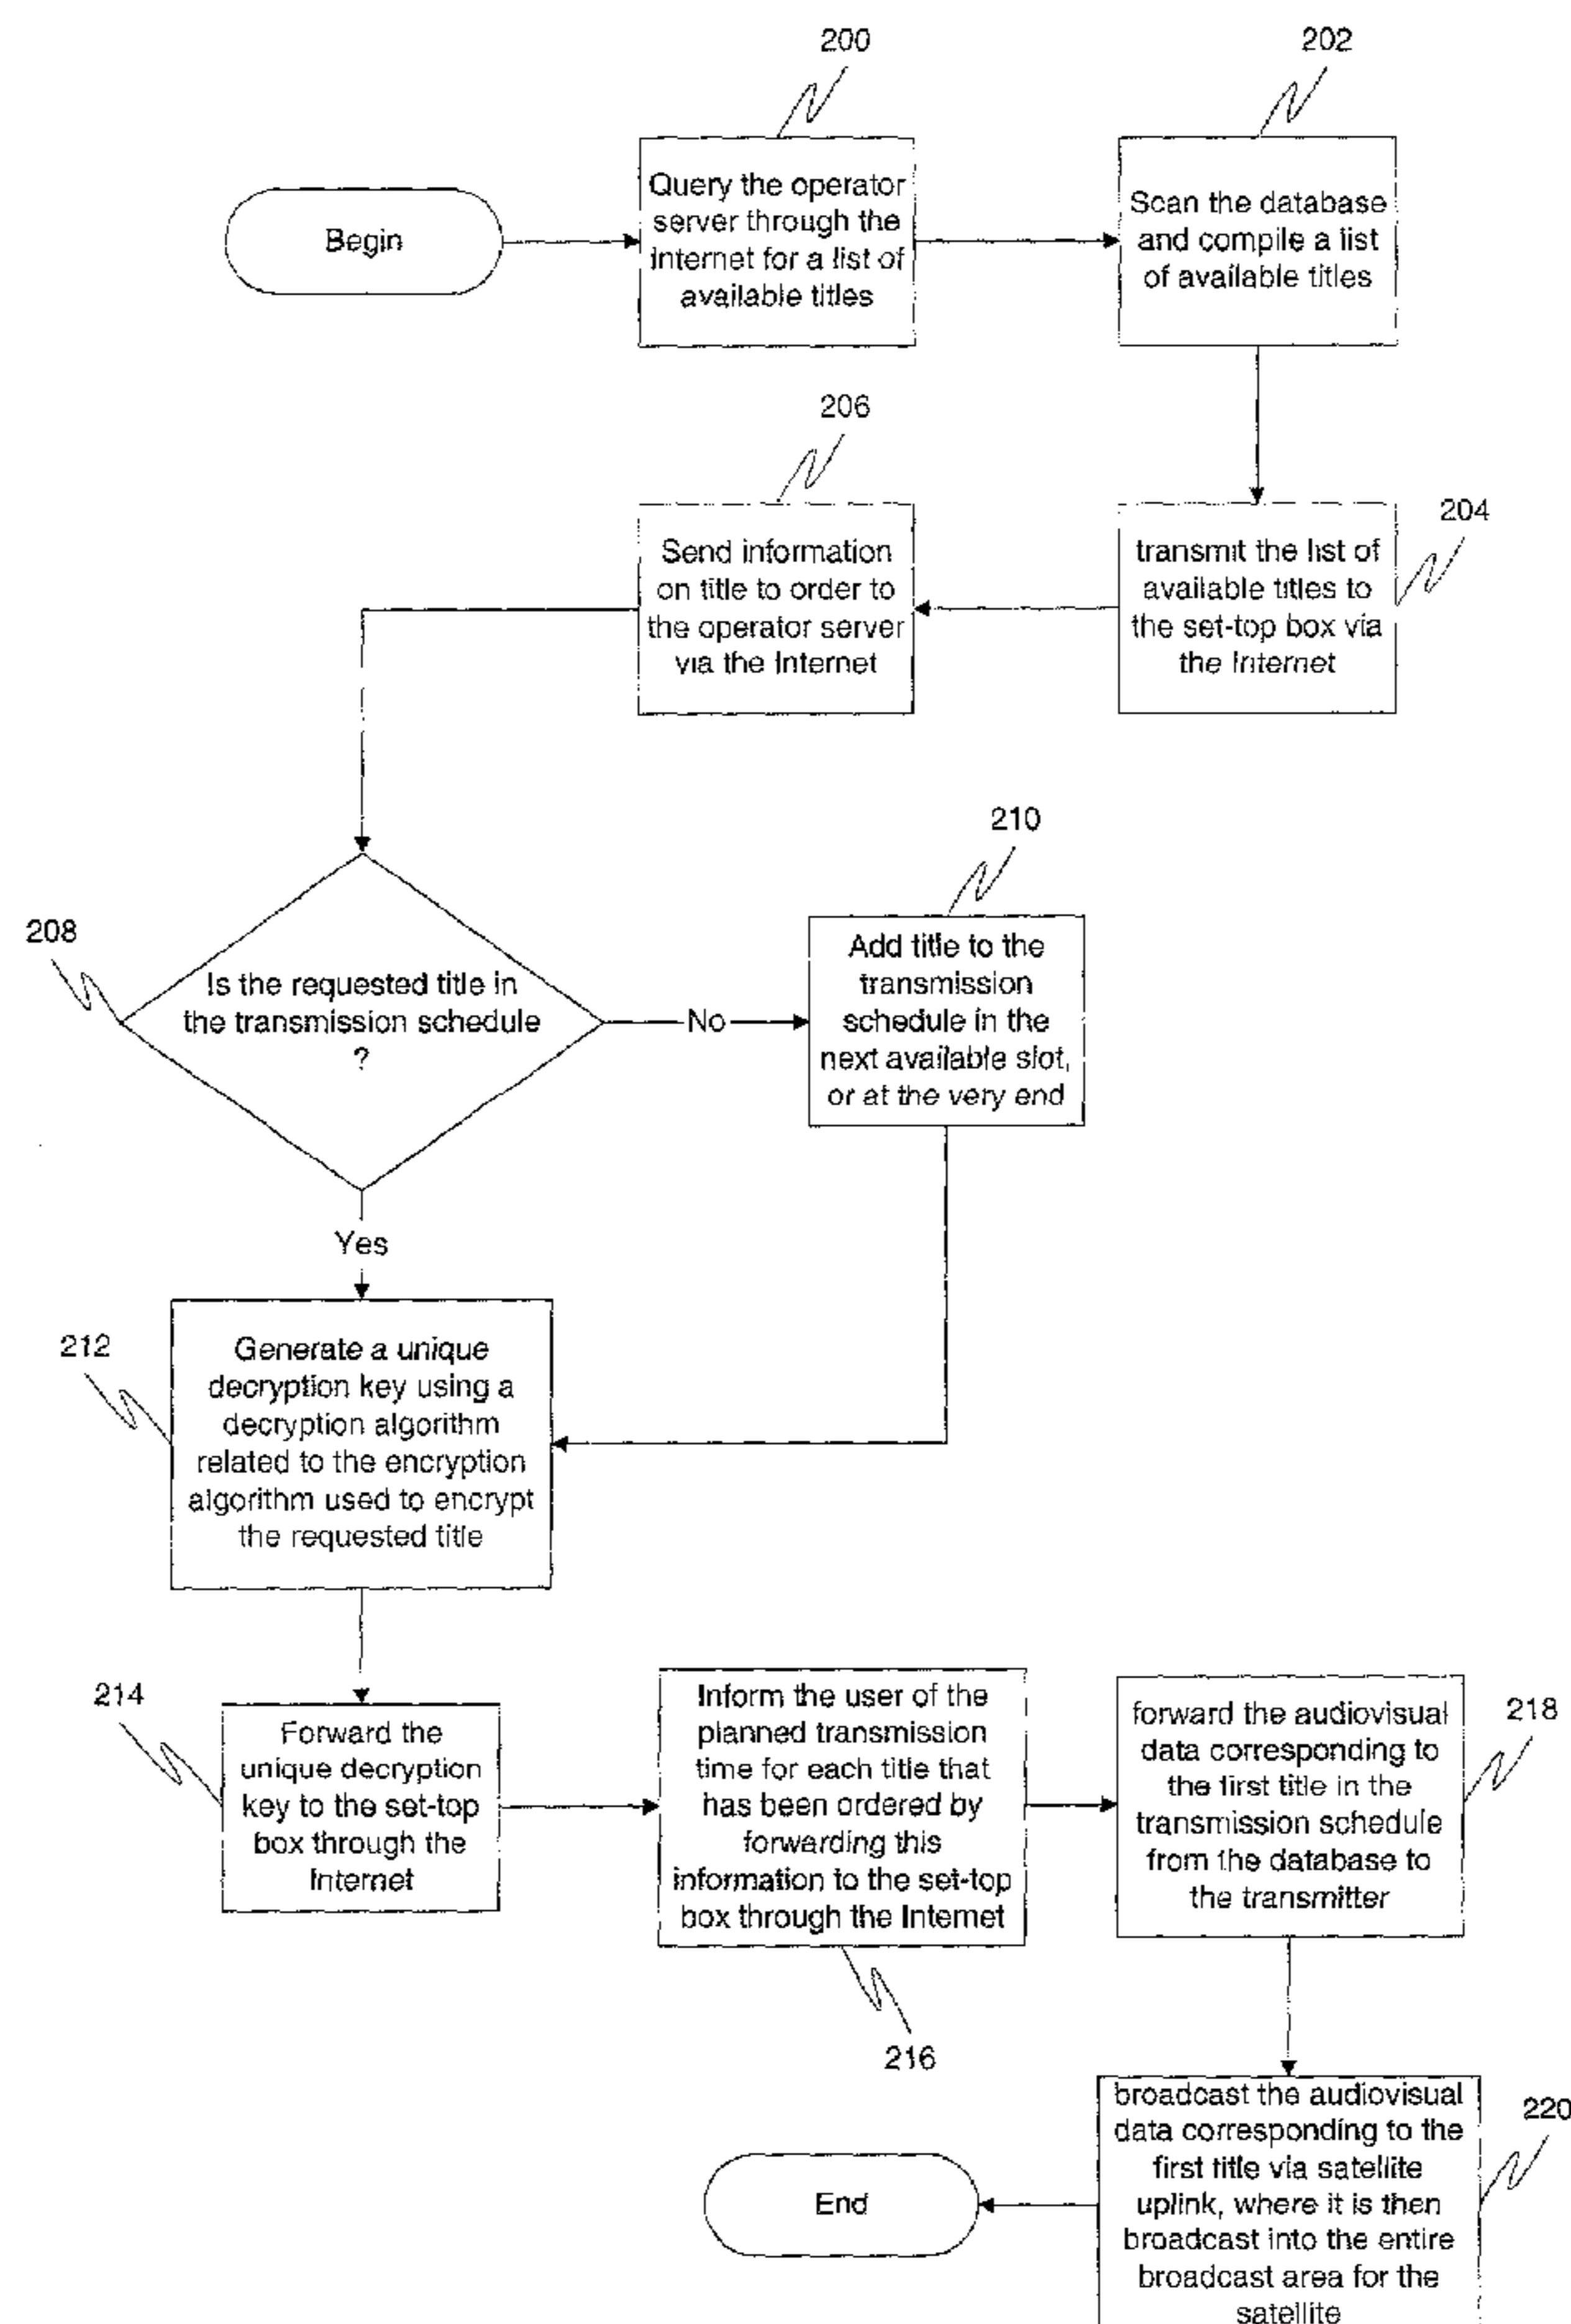 200
202
Begin
Query the operator
server through the
internet for a list of
available titles
Scan the database
and compile a list
of available titles
206
204
Send information
on title to order to
the operator server
via the Internet
transmit the list of
available titles to
the set-top box via
the Internet
210
208
Is the requested title in
the transmission schedule
?
No
Add title to the
transmission
schedule in the
next available slot,
or at the very end
Yes
212
Generate a unique
decryption key using a
decryption algorithm
related to the encryption
algorithm used to encrypt
the requested title
214
Forward the
unique decryption
key to the set-top
box through the
Internet
Inform the user of the
planned transmission
time for each title that
has been ordered by
forwarding this
information to the set-top
box through the Internet
216
forward the audiovisual
data corresponding to
the first title in the
transmission schedule
from the database to
the transmitter
218
220
broadcast the audiovisual
data corresponding to the
first title via satellite
uplink, where it is then
broadcast into the entire
broadcast area for the
satellite
End